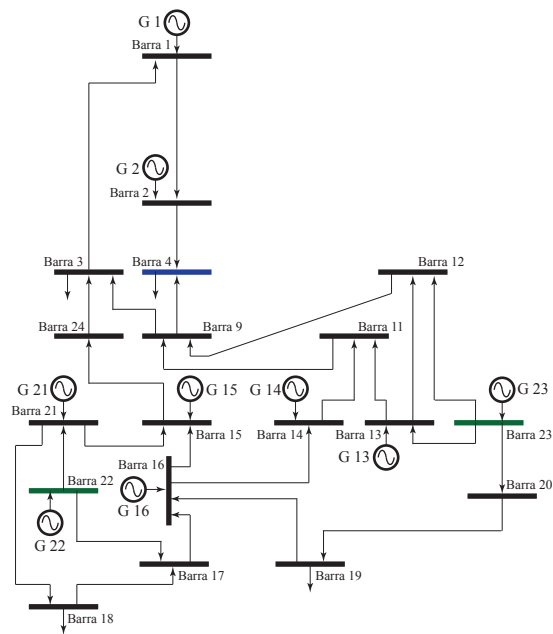 G 1
Barra 1
G 2
Barra 2
Barra 3
Barra 4
Barra 12
Barra 24
Barra 9
Barra 11
G 21
G 15
G 14
G 23
Barra 21
Barra 15
Barra 14
Barra 13
Barra 23
G 13
Barra 16
Barra 22
G 16
Barra 20
G 22
Barra 17
Barra 19
Barra 18